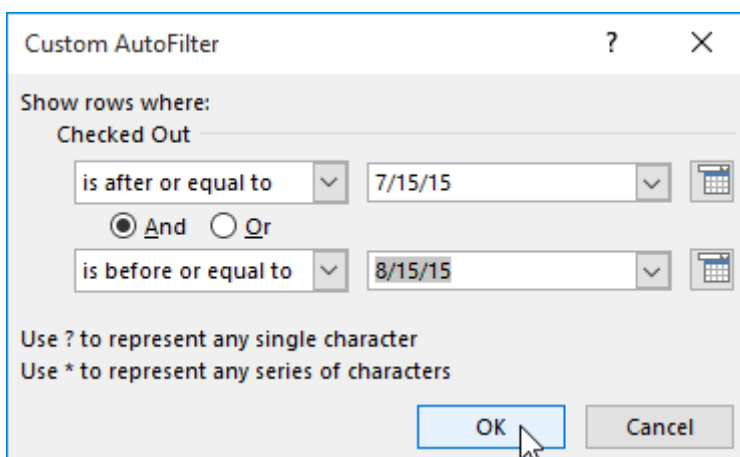 Custom AutoFilter ?
Show rows where:
Checked Out
is after or equal to 7/15/15
And Or
is before or equal to 8/15/15
Use ? to represent any single character
Use * to represent any series of characters
OK Cancel